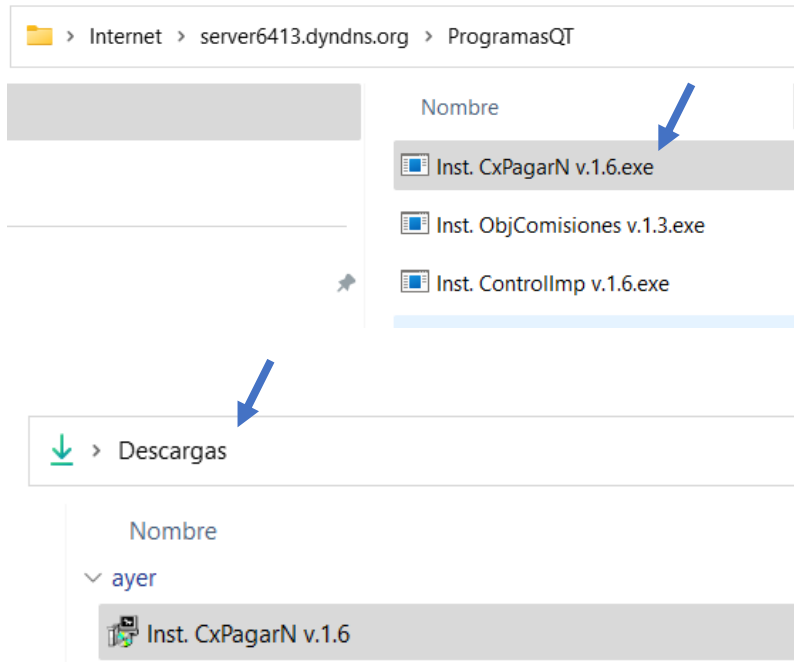 > Internet > server6413.dyndns.org > ProgramasQT
Nombre
Inst. CxPagarN v.1.6.exe
Inst. ObjComisiones v.1.3.exe
Inst. ControlImp v.1.6.exe
> Descargas
Nombre
ayer
Inst. CxPagarN v.1.6